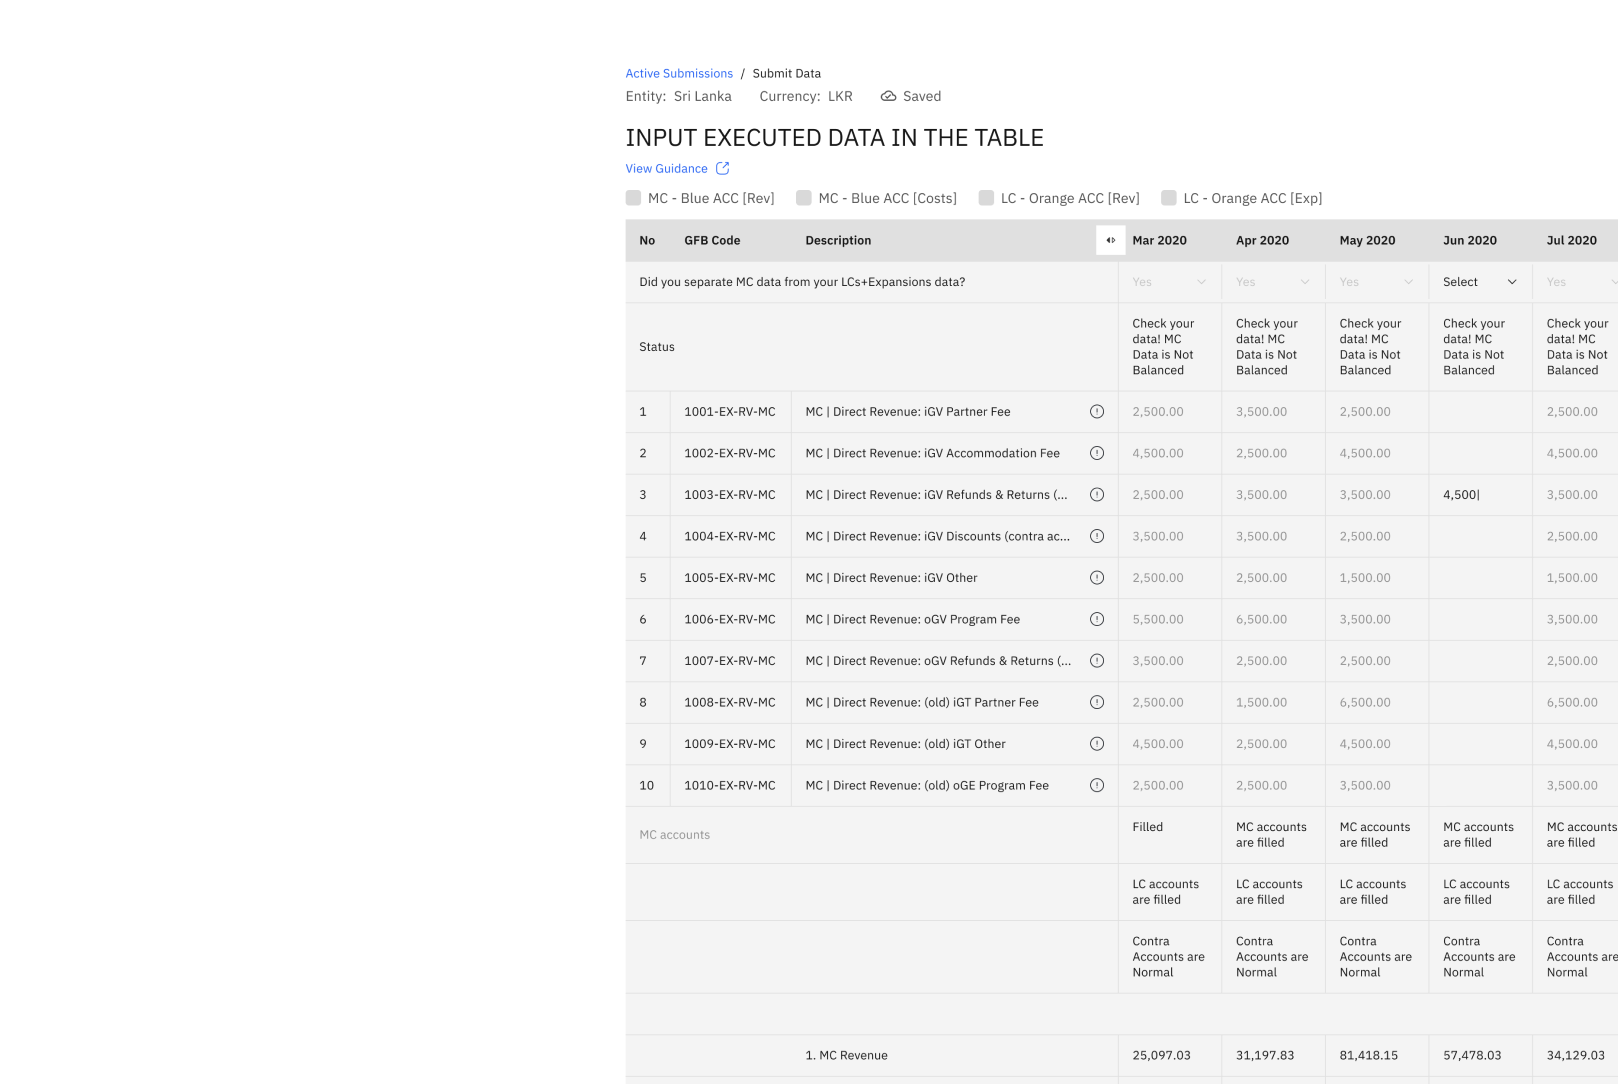 Active Submissions / Submit Data
Entity: Sri Lanka Currency: LKR Saved
INPUT EXECUTED DATA IN THE TABLE
View Guidance
MC - Blue ACC [Rev] MC - Blue ACC [Costs] LC - Orange ACC [Rev] LC - Orange ACC [Exp]
No GFB Code Description Mar 2020 Apr 2020 May 2020 Jun 2020 Jul 2020
Did you separate MC data from your LCs+Expansions data? Yes Yes Yes Select Yes
Status
Check your data! MC Data is Not Balanced
Check your data! MC Data is Not Balanced
Check your data! MC Data is Not Balanced
Check your data! MC Data is Not Balanced
Check your data! MC Data is Not Balanced
1 1001-EX-RV-MC MC | Direct Revenue: iGV Partner Fee 2,500.00 3,500.00 2,500.00 2,500.00
2 1002-EX-RV-MC MC | Direct Revenue: iGV Accommodation Fee 4,500.00 2,500.00 4,500.00 4,500.00
3 1003-EX-RV-MC MC | Direct Revenue: iGV Refunds & Returns (... 2,500.00 3,500.00 3,500.00 4,500| 3,500.00
4 1004-EX-RV-MC MC | Direct Revenue: iGV Discounts (contra ac... 3,500.00 3,500.00 2,500.00 2,500.00
5 1005-EX-RV-MC MC | Direct Revenue: iGV Other 2,500.00 2,500.00 1,500.00 1,500.00
6 1006-EX-RV-MC MC | Direct Revenue: oGV Program Fee 5,500.00 6,500.00 3,500.00 3,500.00
7 1007-EX-RV-MC MC | Direct Revenue: oGV Refunds & Returns (... 3,500.00 2,500.00 2,500.00 2,500.00
8 1008-EX-RV-MC MC | Direct Revenue: (old) iGT Partner Fee 2,500.00 1,500.00 6,500.00 6,500.00
9 1009-EX-RV-MC MC | Direct Revenue: (old) iGT Other 4,500.00 2,500.00 4,500.00 4,500.00
10 1010-EX-RV-MC MC | Direct Revenue: (old) oGE Program Fee 2,500.00 2,500.00 3,500.00 3,500.00
MC accounts
Filled
MC accounts are filled
MC accounts are filled
MC accounts are filled
MC accounts are filled
LC accounts are filled
LC accounts are filled
LC accounts are filled
LC accounts are filled
LC accounts are filled
Contra Accounts are Normal
Contra Accounts are Normal
Contra Accounts are Normal
Contra Accounts are Normal
Contra Accounts are Normal
1. MC Revenue 25,097.03 31,197.83 81,418.15 57,478.03 34,129.03